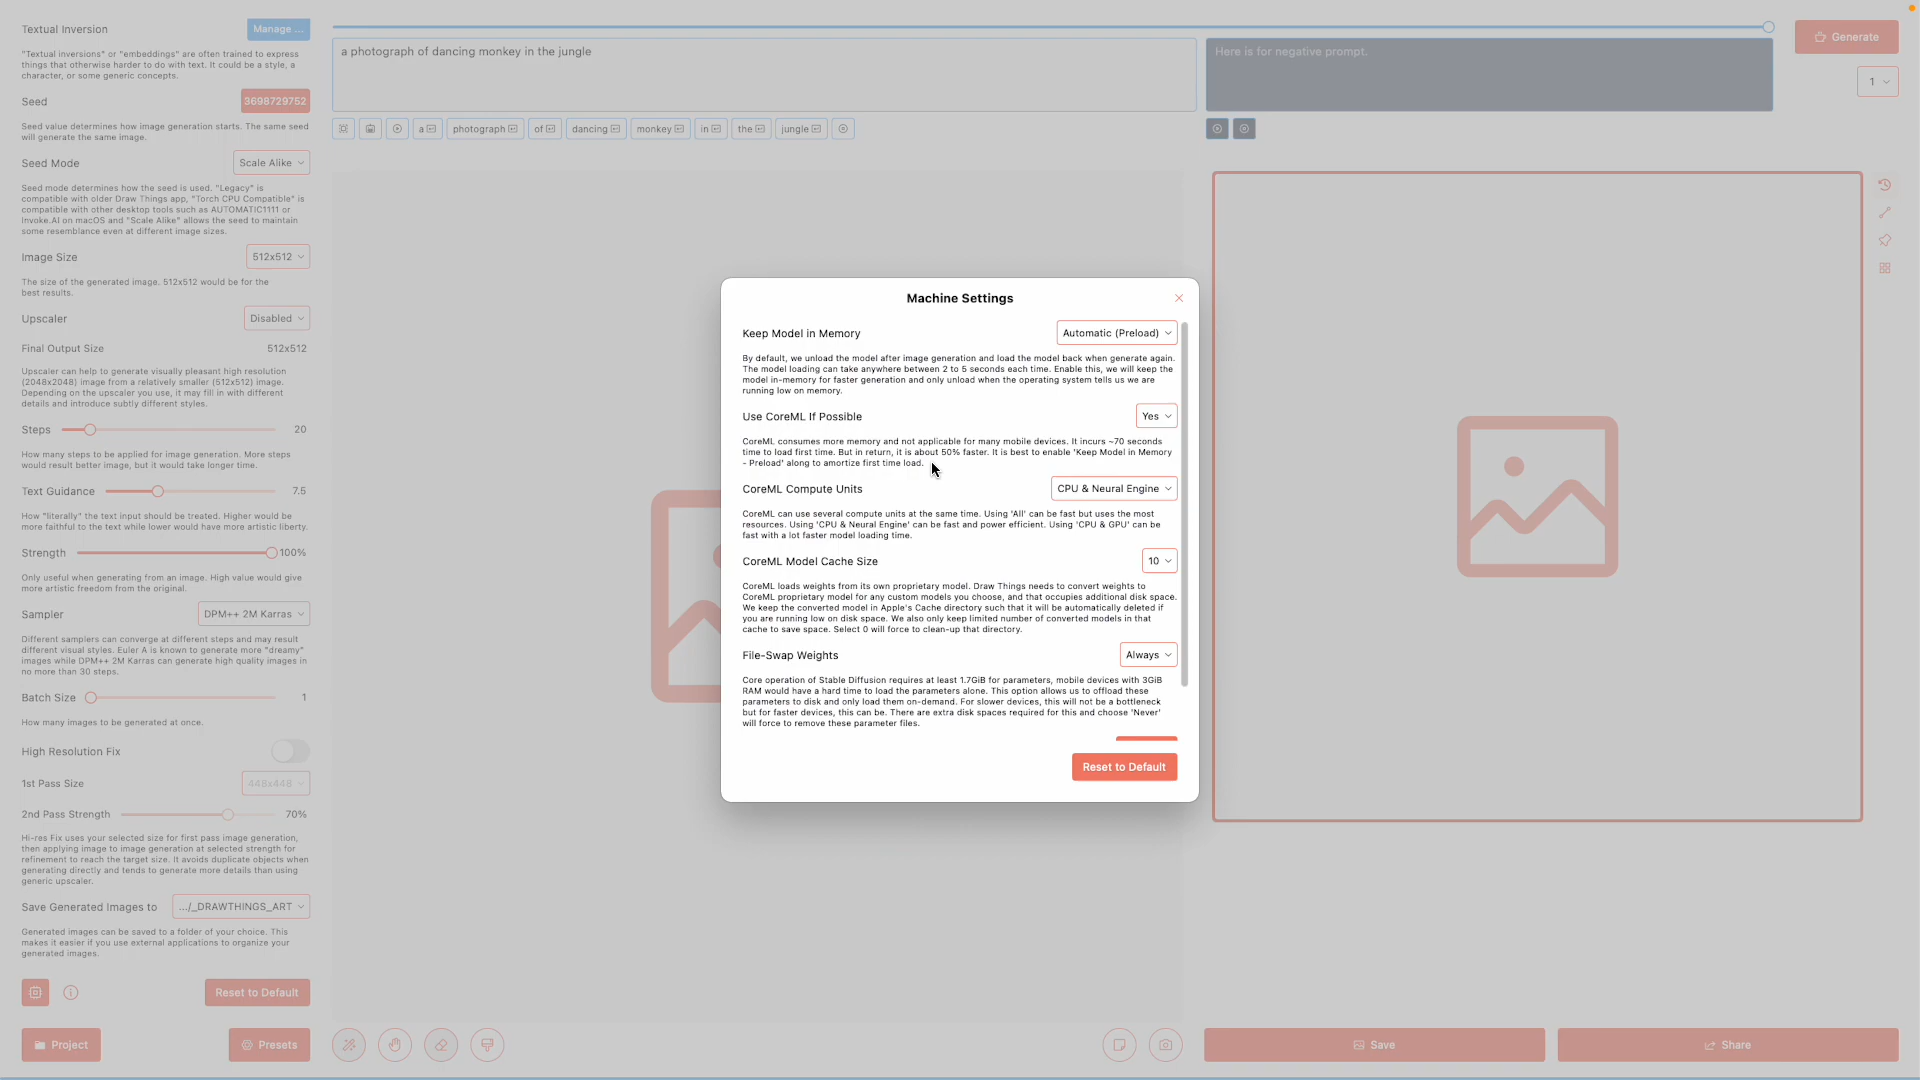 Textual Inversion
Manage ...
"Textual inversions" or "embeddings" are often trained to express
things that otherwise harder to do with text. It could be a style, a
character, or some generic concepts.
Seed
3698729752
Seed value determines how image generation starts. The same seed
will generate the same image.
Seed Mode
Scale Alike
Seed mode determines how the seed is used. "Legacy" is
compatible with older Draw Things app, "Torch CPU Compatible" is
compatible with other desktop tools such as AUTOMATIC1111 or
Invoke.AI on macOS and "Scale Alike" allows the seed to maintain
some resemblance even at different image sizes.
Image Size
512x512
The size of the generated image. 512x512 would be for the
best results.
Upscaler
Disabled
Final Output Size
512x512
Upscaler can help to generate visually pleasant high resolution
(2048x2048) image from a relatively smaller (512x512) image.
Depending on the upscaler you use, it may fill in with different
details and introduce subtly different styles.
Steps
20
How many steps to be applied for image generation. More steps
would result better image, but it would take longer time.
Text Guidance
7.5
How "literally" the text input should be treated. Higher would be
more faithful to the text while lower would have more artistic liberty.
Strength
100%
Only useful when generating from an image. High value would give
more artistic freedom from the original.
Sampler
DPM++ 2M Karras
Different samplers can converge at different steps and may result
different visual styles. Euler A is known to generate more "dreamy"
images while DPM++ 2M Karras can generate high quality images in
no more than 30 steps.
Batch Size
1
How many images to be generated at once.
High Resolution Fix
1st Pass Size
448x448
2nd Pass Strength
70%
Hi-res Fix uses your selected size for first pass image generation,
then applying image to image generation at selected strength for
refinement to reach the target size. It avoids duplicate objects when
generating directly and tends to generate more details than using
generic upscaler.
Save Generated Images to
.../_DRAWTHINGS_ART
Generated images can be saved to a folder of your choice. This
makes it easier if you use external applications to organize your
generated images.
Reset to Default
Project
Presets
a photograph of dancing monkey in the jungle
a
photograph
of
dancing
monkey
in
the
jungle
Here is for negative prompt.
Generate
1
Machine Settings
Keep Model in Memory
Automatic (Preload)
By default, we unload the model after image generation and load the model back when generate again.
The model loading can take anywhere between 2 to 5 seconds each time. Enable this, we will keep the
model in-memory for faster generation and only unload when the operating system tells us we are
running low on memory.
Use CoreML If Possible
Yes
CoreML consumes more memory and not applicable for many mobile devices. It incurs ~70 seconds
time to load first time. But in return, it is about 50% faster. It is best to enable 'Keep Model in Memory
- Preload' along to amortize first time load.
CoreML Compute Units
CPU & Neural Engine
CoreML can use several compute units at the same time. Using 'All' can be fast but uses the most
resources. Using 'CPU & Neural Engine' can be fast and power efficient. Using 'CPU & GPU' can be
fast with a lot faster model loading time.
CoreML Model Cache Size
10
CoreML loads weights from its own proprietary model. Draw Things needs to convert weights to
CoreML proprietary model for any custom models you choose, and that occupies additional disk space.
We keep the converted model in Apple's Cache directory such that it will be automatically deleted if
you are running low on disk space. We also only keep limited number of converted models in that
cache to save space. Select 0 will force to clean-up that directory.
File-Swap Weights
Always
Core operation of Stable Diffusion requires at least 1.7GiB for parameters, mobile devices with 3GiB
RAM would have a hard time to load the parameters alone. This option allows us to offload these
parameters to disk and only load them on-demand. For slower devices, this will not be a bottleneck
but for faster devices, this can be. There are extra disk spaces required for this and choose 'Never'
will force to remove these parameter files.
Reset to Default
Save
Share